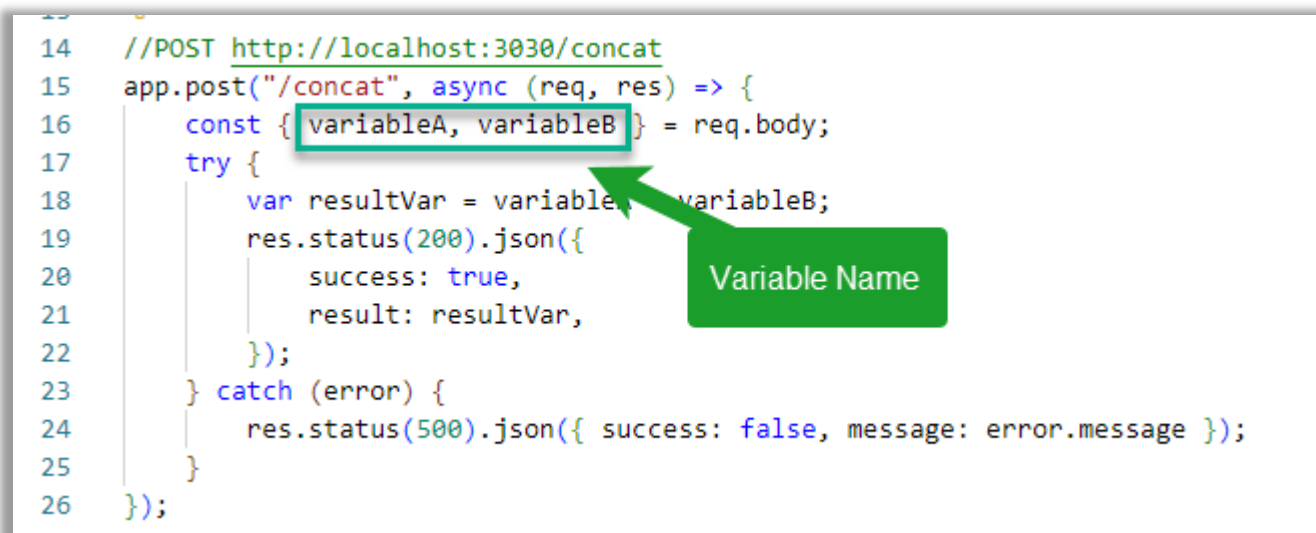 14 //POST http://localhost:3030/concat
15 app.post("/concat", async (req, res) => {
16 const { variableA, variableB } = req.body;
17 try {
18 var resultVar = variable variableB;
19 res.status(200).json({
20 success: true,
21 result: resultVar,
22 });
23 } catch (error) {
24 res.status(500).json({ success: false, message: error.message });
25 }
26 });
Variable Name